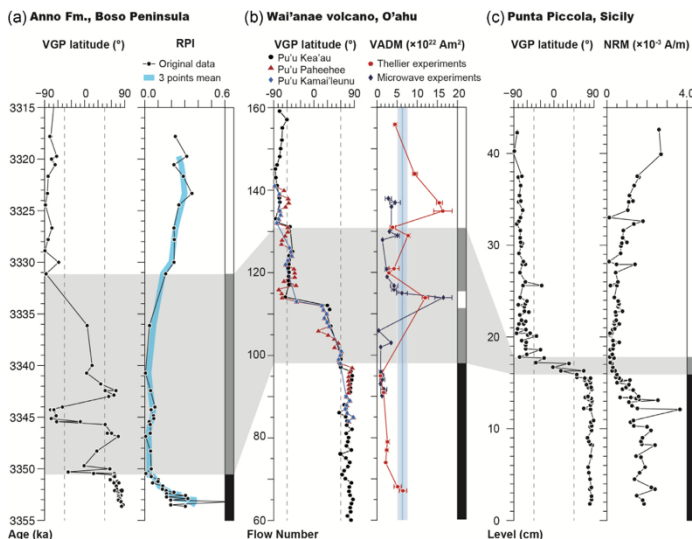 (a) Anno Fm., Boso Peninsula
VGP latitude (°)
RPI
Original data
3 points mean
-90
90
0
0.6
3315
3320
3325
3330
3335
3340
3345
3350
3355
Age (ka)
(b) Wai'anae volcano, O'ahu
VGP latitude (°)
VADM (×10²² Am²)
Pu'u Kea'au
Pu'u Paheehee
Pu'u Kamai'leunu
Thellier experiments
Microwave experiments
-90
90
0 5 10 15 20
160
140
120
100
80
60
Flow Number
(c) Punta Piccola, Sicily
VGP latitude (°)
NRM (×10⁻³ A/m)
-90
90
0
2.0
4.0
40
30
20
10
0
Level (cm)